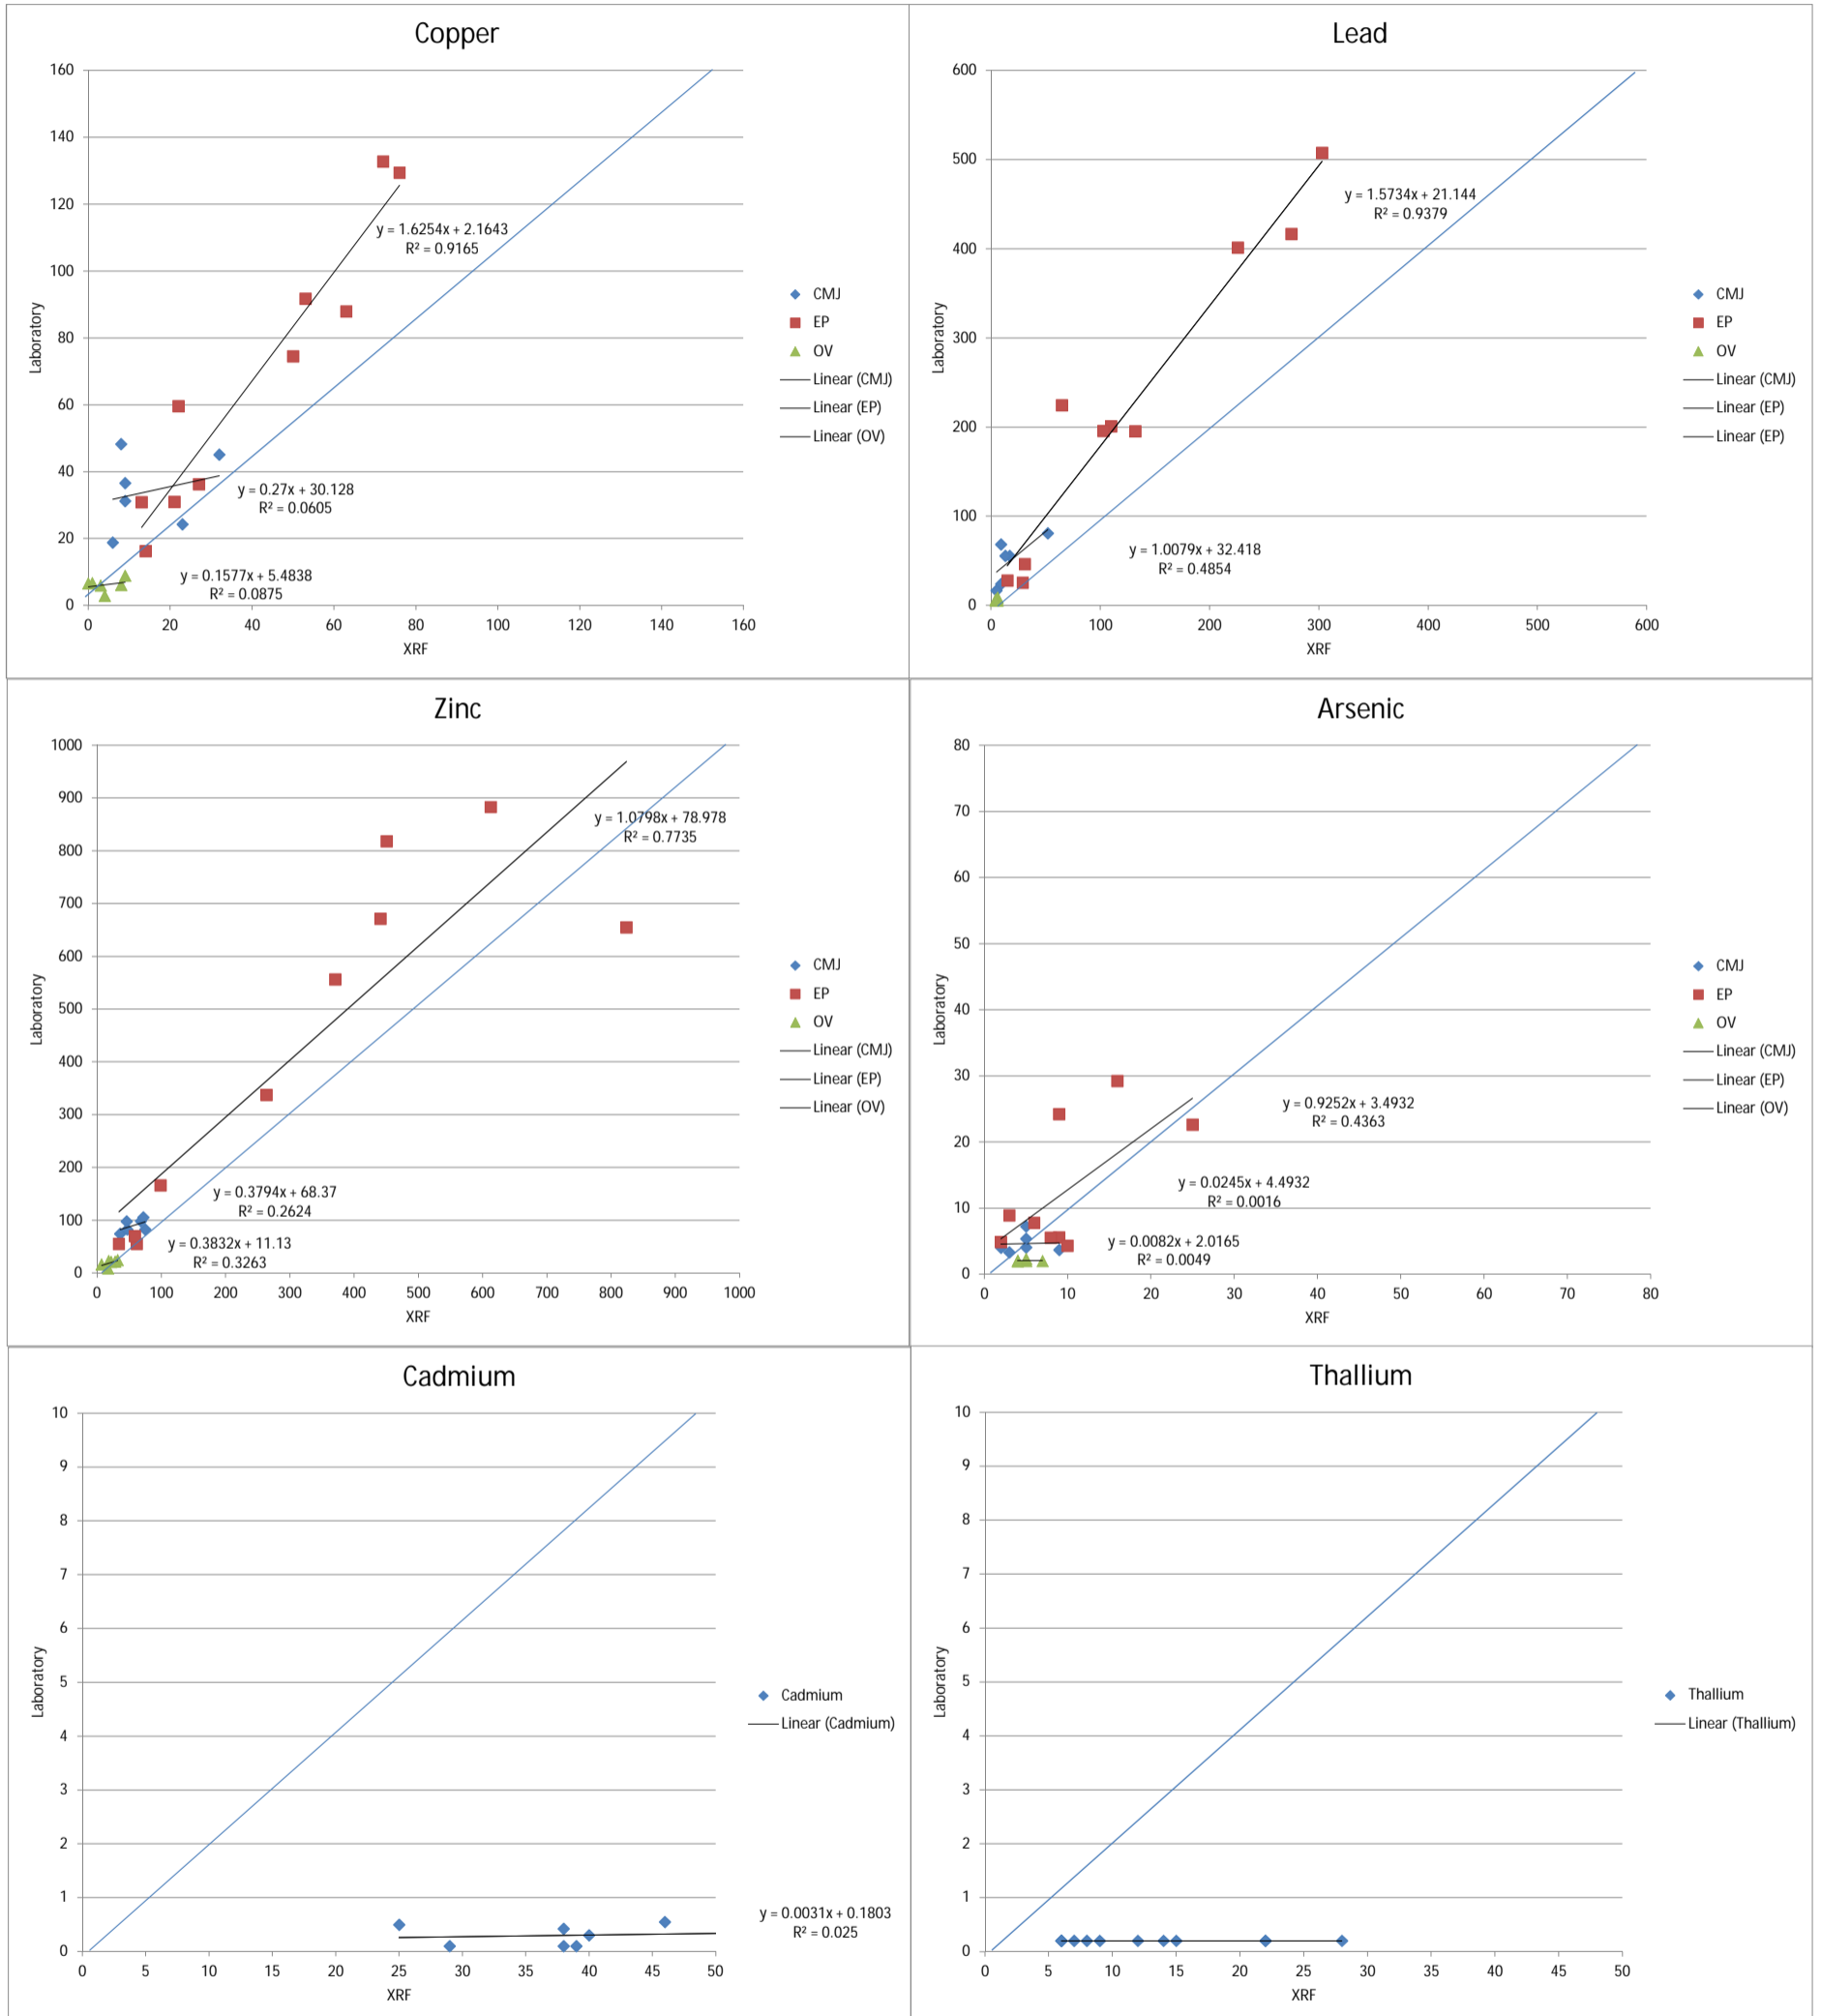 Copper
160
140
120
100
80
60
40
20
0
0 20 40 60 80 100 120 140 160
Laboratory
XRF
y = 1.6254x + 2.1643
R² = 0.9165
y = 0.27x + 30.128
R² = 0.0605
y = 0.1577x + 5.4838
R² = 0.0875
CMJ
EP
OV
Linear (CMJ)
Linear (EP)
Linear (OV)
Lead
600
500
400
300
200
100
0
0 100 200 300 400 500 600
Laboratory
XRF
y = 1.5734x + 21.144
R² = 0.9379
y = 1.0079x + 32.418
R² = 0.4854
CMJ
EP
OV
Linear (CMJ)
Linear (EP)
Linear (EP)
Zinc
1000
900
800
700
600
500
400
300
200
100
0
0 100 200 300 400 500 600 700 800 900 1000
Laboratory
XRF
y = 1.0798x + 78.978
R² = 0.7735
y = 0.3794x + 68.37
R² = 0.2624
y = 0.3832x + 11.13
R² = 0.3263
CMJ
EP
OV
Linear (CMJ)
Linear (EP)
Linear (OV)
Arsenic
80
70
60
50
40
30
20
10
0
0 10 20 30 40 50 60 70 80
Laboratory
XRF
y = 0.9252x + 3.4932
R² = 0.4363
y = 0.0245x + 4.4932
R² = 0.0016
y = 0.0082x + 2.0165
R² = 0.0049
CMJ
EP
OV
Linear (CMJ)
Linear (EP)
Linear (OV)
Cadmium
10
9
8
7
6
5
4
3
2
1
0
0 5 10 15 20 25 30 35 40 45 50
Laboratory
XRF
Cadmium
Linear (Cadmium)
y = 0.0031x + 0.1803
R² = 0.025
Thallium
10
9
8
7
6
5
4
3
2
1
0
0 5 10 15 20 25 30 35 40 45 50
Laboratory
XRF
Thallium
Linear (Thallium)